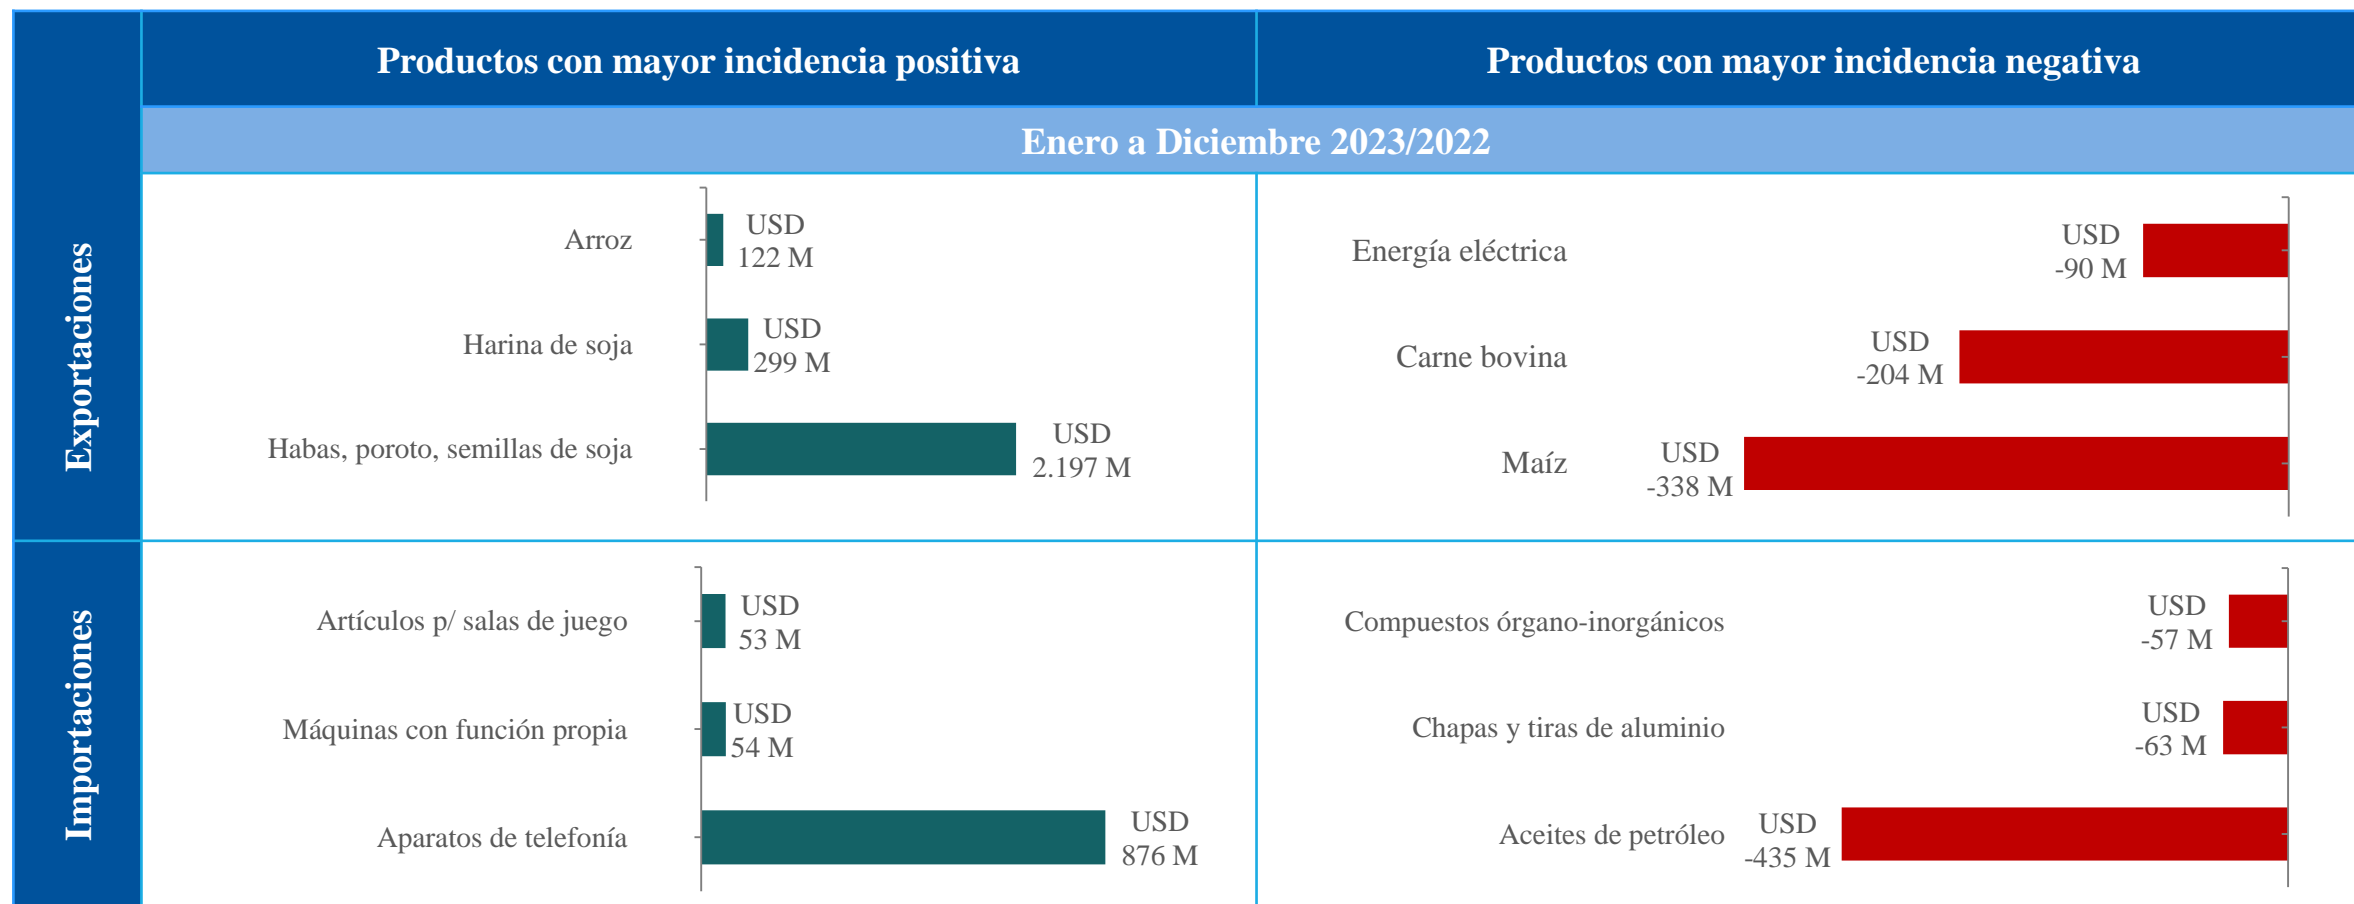 Productos con mayor incidencia positiva
Productos con mayor incidencia negativa
Enero a Diciembre 2023/2022
Exportaciones
Arroz
USD
122 M
Harina de soja
USD
299 M
Habas, poroto, semillas de soja
USD
2.197 M
Energía eléctrica
USD
-90 M
Carne bovina
USD
-204 M
Maíz
USD
-338 M
Importaciones
Artículos p/ salas de juego
USD
53 M
Máquinas con función propia
USD
54 M
Aparatos de telefonía
USD
876 M
Compuestos órgano-inorgánicos
USD
-57 M
Chapas y tiras de aluminio
USD
-63 M
Aceites de petróleo
USD
-435 M